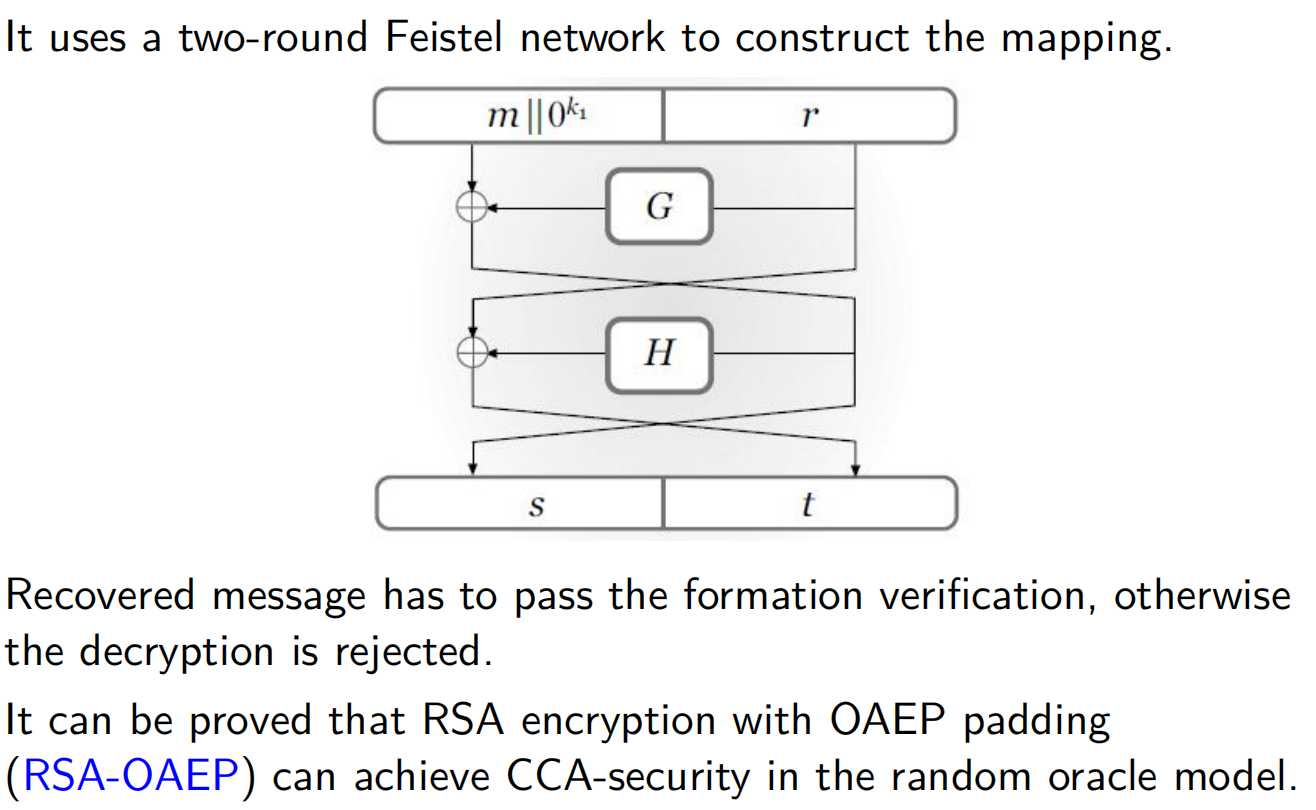 It uses a two-round Feistel network to construct the mapping.
m||0^{k_1}
r
G
H
s
t
Recovered message has to pass the formation verification, otherwise
the decryption is rejected.
It can be proved that RSA encryption with OAEP padding
(RSA-OAEP) can achieve CCA-security in the random oracle model.